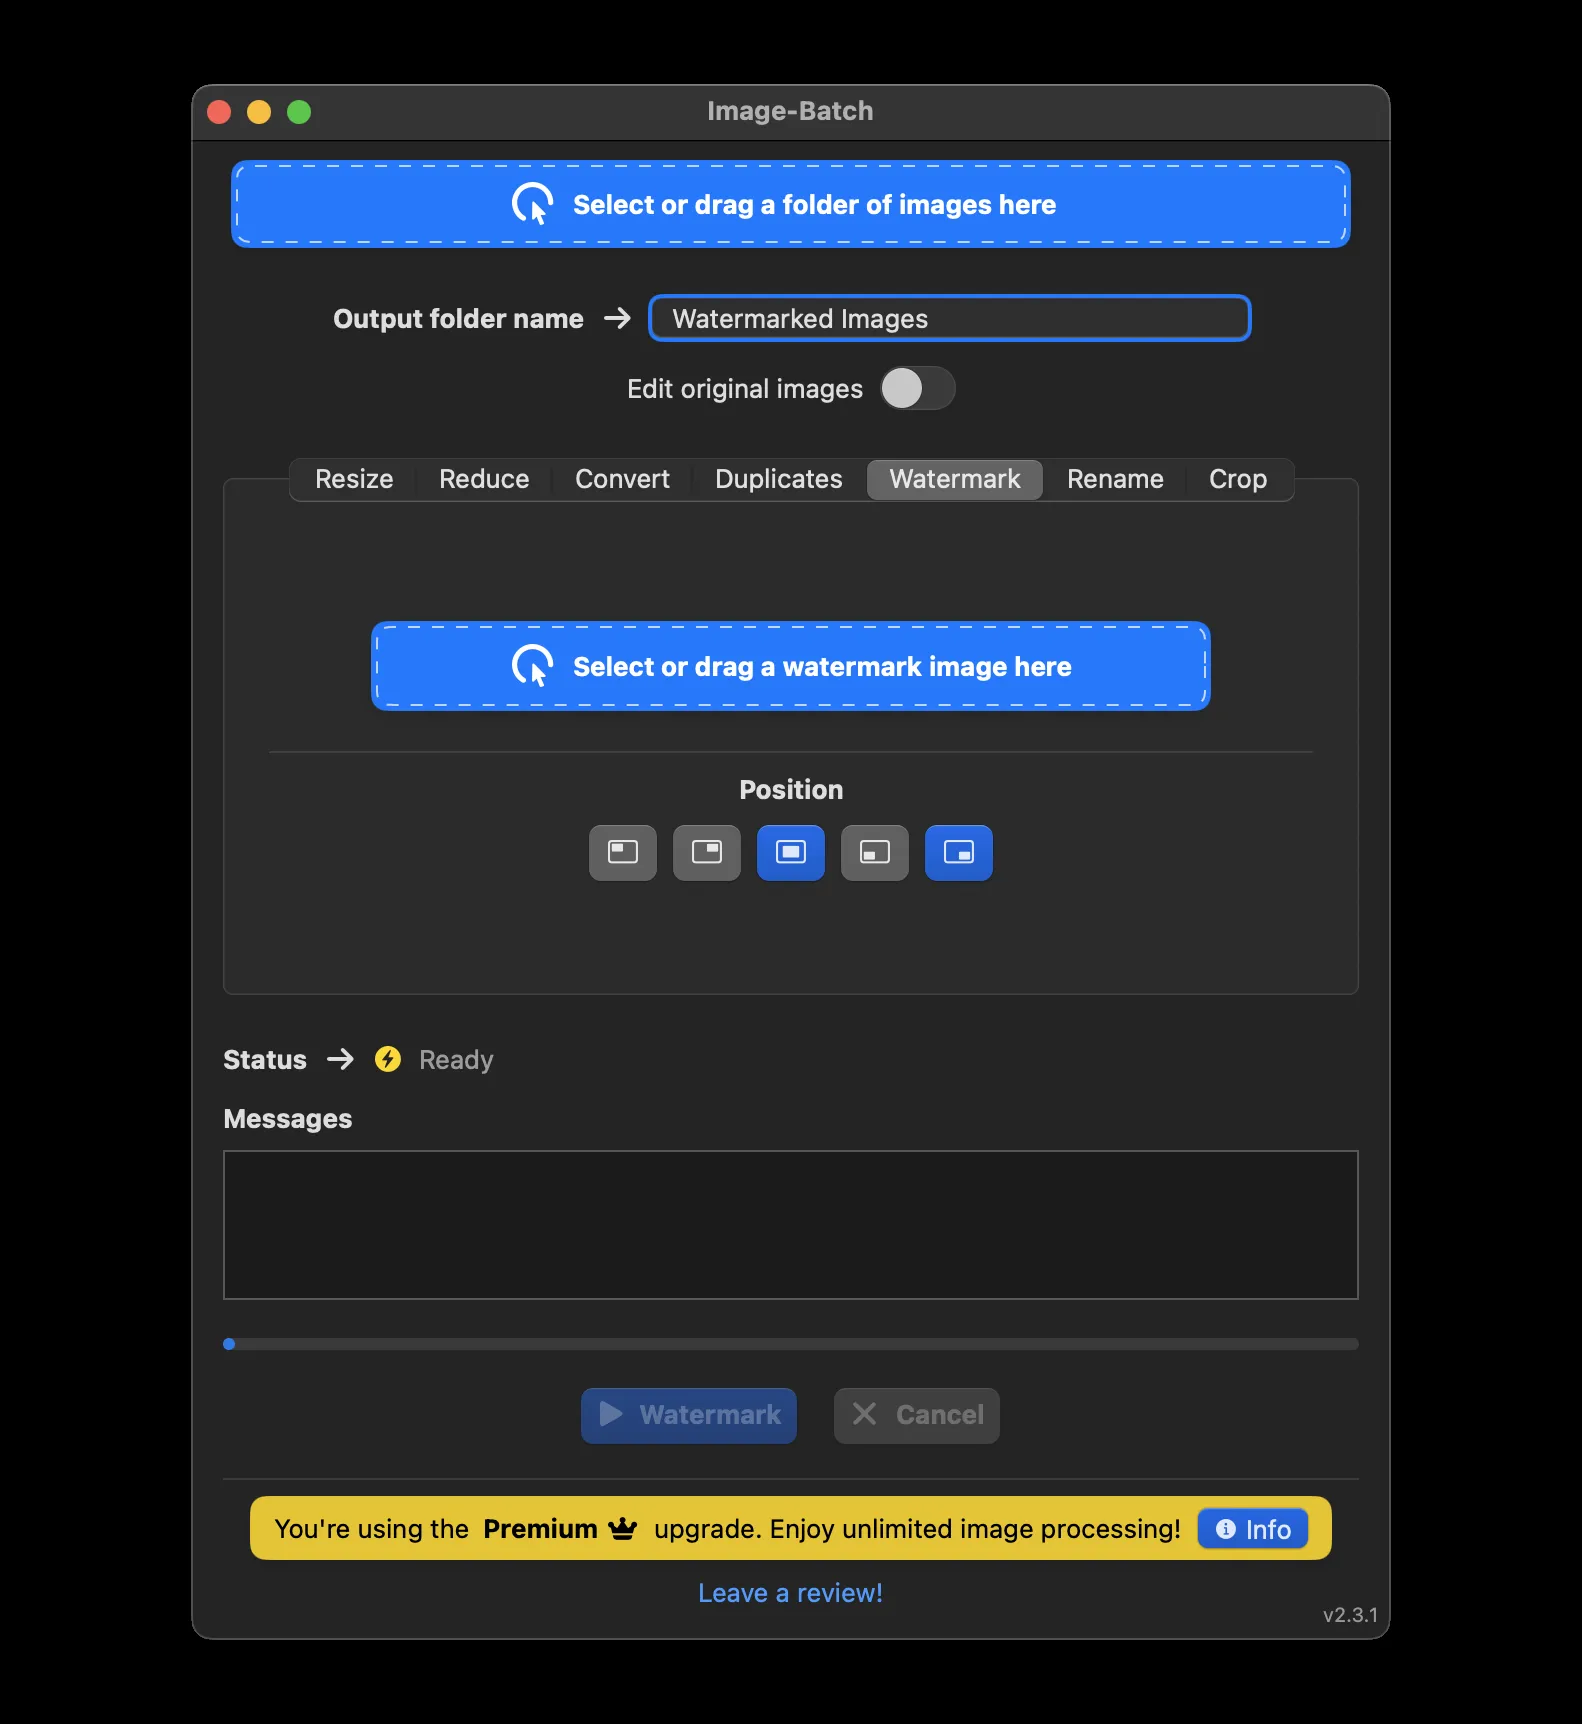 Image-Batch
Select or drag a folder of images here
Output folder name → Watermarked Images
Edit original images
Resize Reduce Convert Duplicates Watermark Rename Crop
Select or drag a watermark image here
Position
Status → Ready
Messages
Watermark Cancel
You're using the Premium upgrade. Enjoy unlimited image processing! Info
Leave a review!
v2.3.1